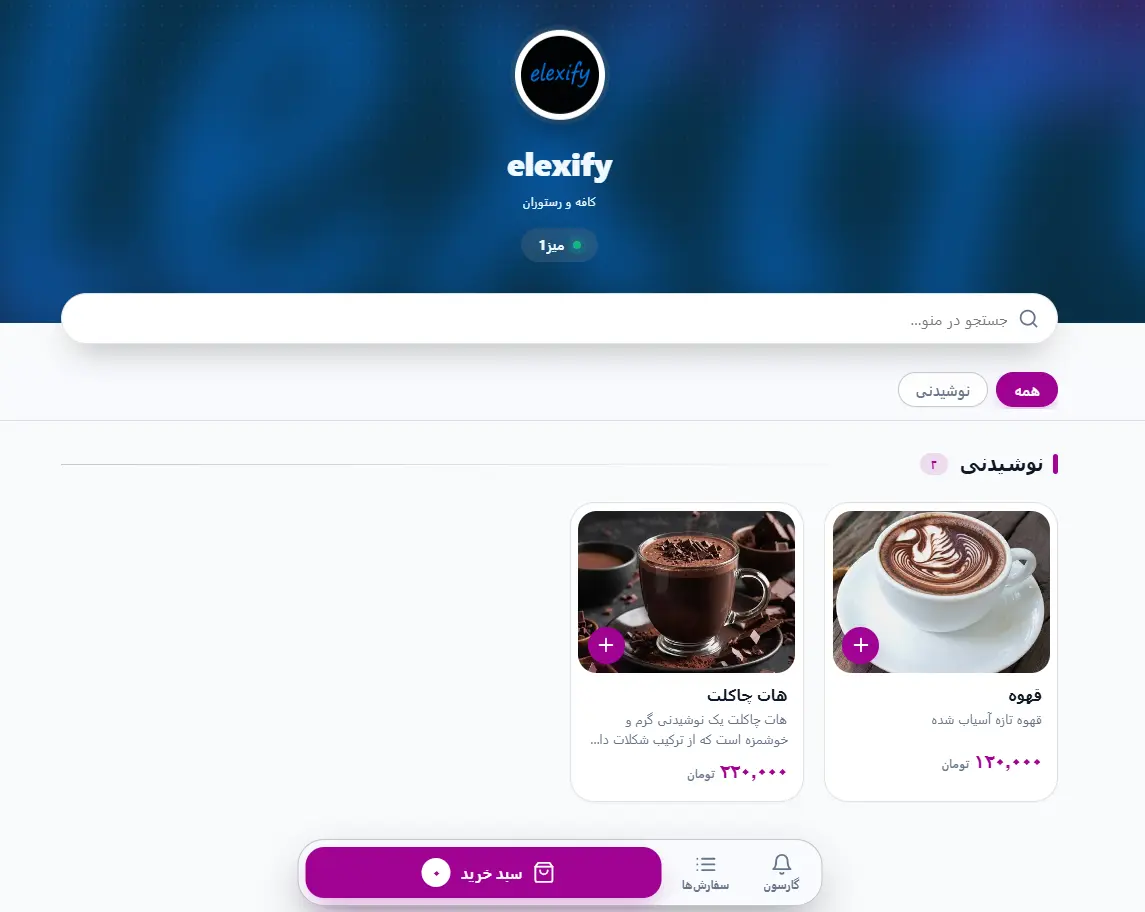 elexify
elexify
کافه و رستوران
میز1
جستجو در منو...
همه
نوشیدنی
نوشیدنی
۲
قهوه
قهوه تازه آسیاب شده
۱۲۰,۰۰۰ تومان
هات چاکلت
هات چاکلت یک نوشیدنی گرم و
خوشمزه است که از ترکیب شکلات دا...
۲۲۰,۰۰۰ تومان
گارسون
سفارش‌ها
سبد خرید
۰